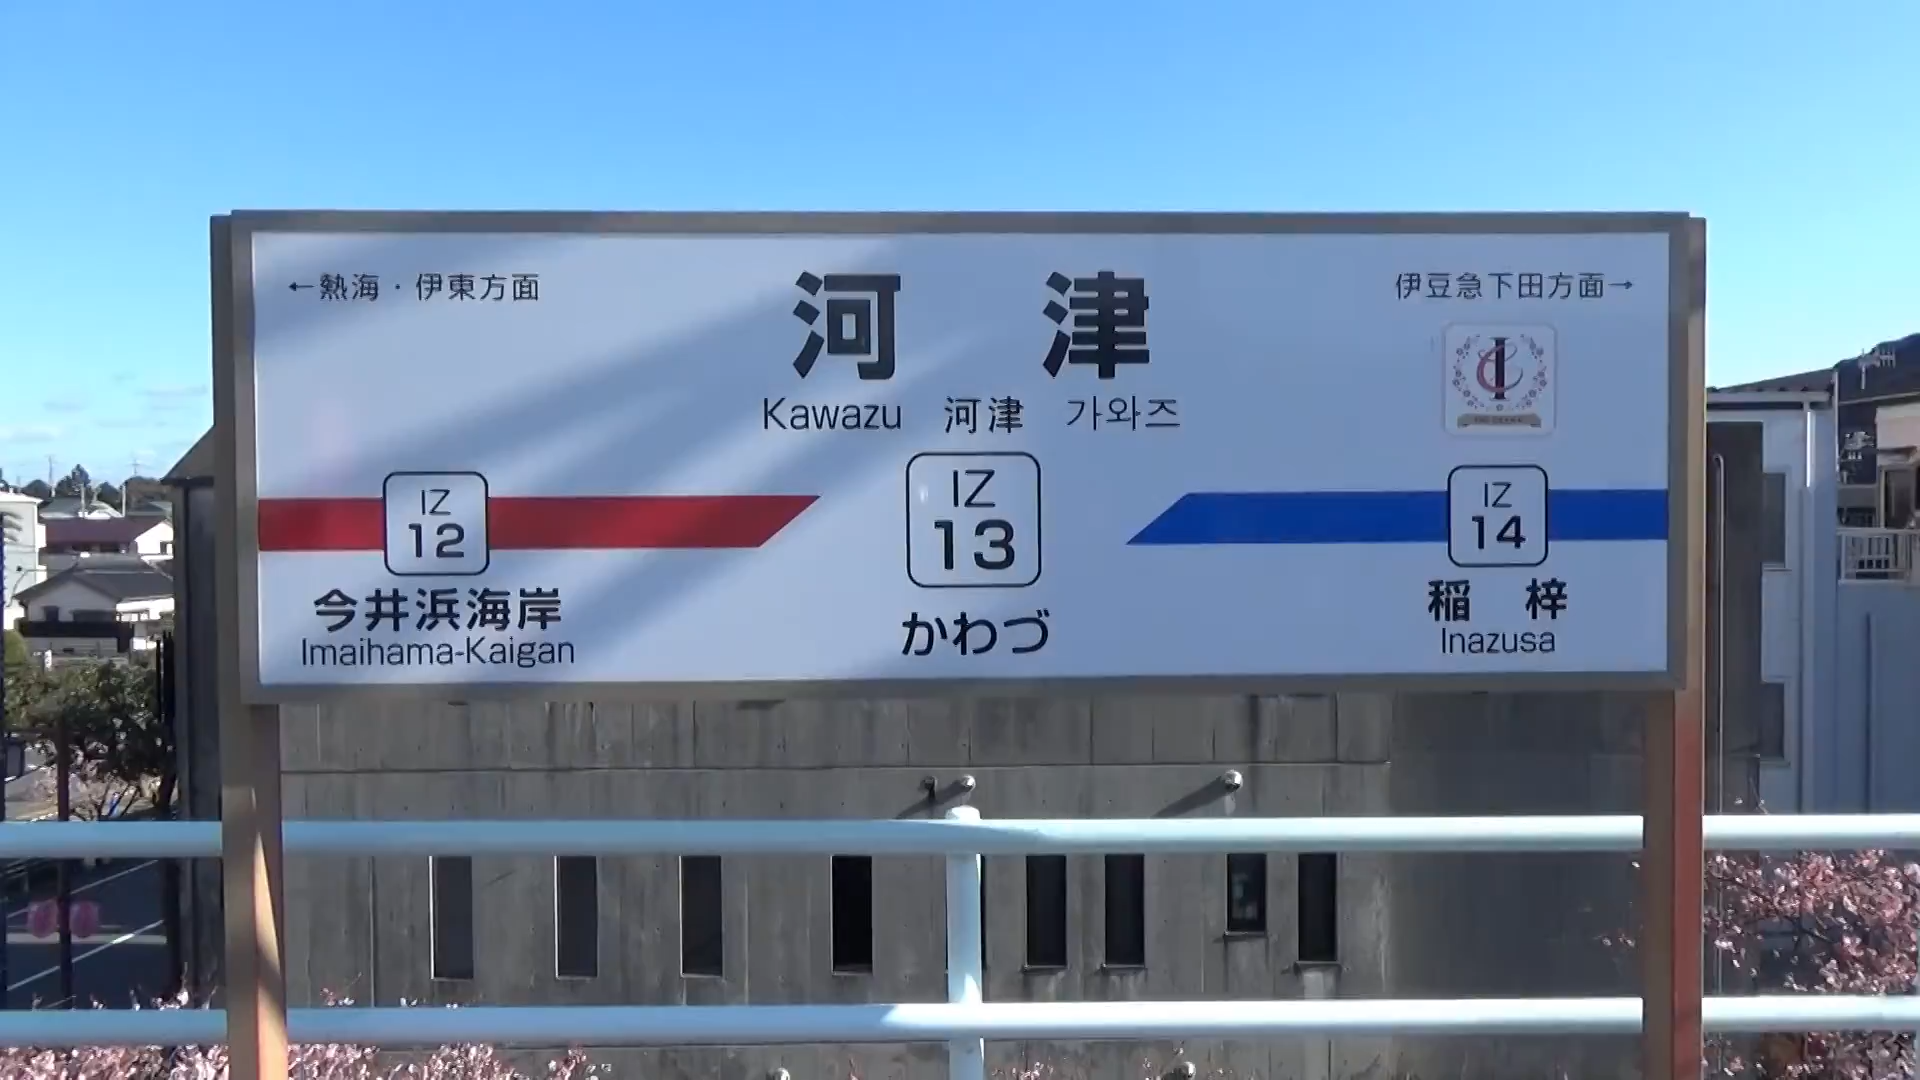 ←熱海・伊東方面
伊豆急下田方面→
河津
Kawazu 河津 가와즈
IZ
12
IZ
13
IZ
14
今井浜海岸
Imaihama-Kaigan
かわづ
稲梓
Inazusa